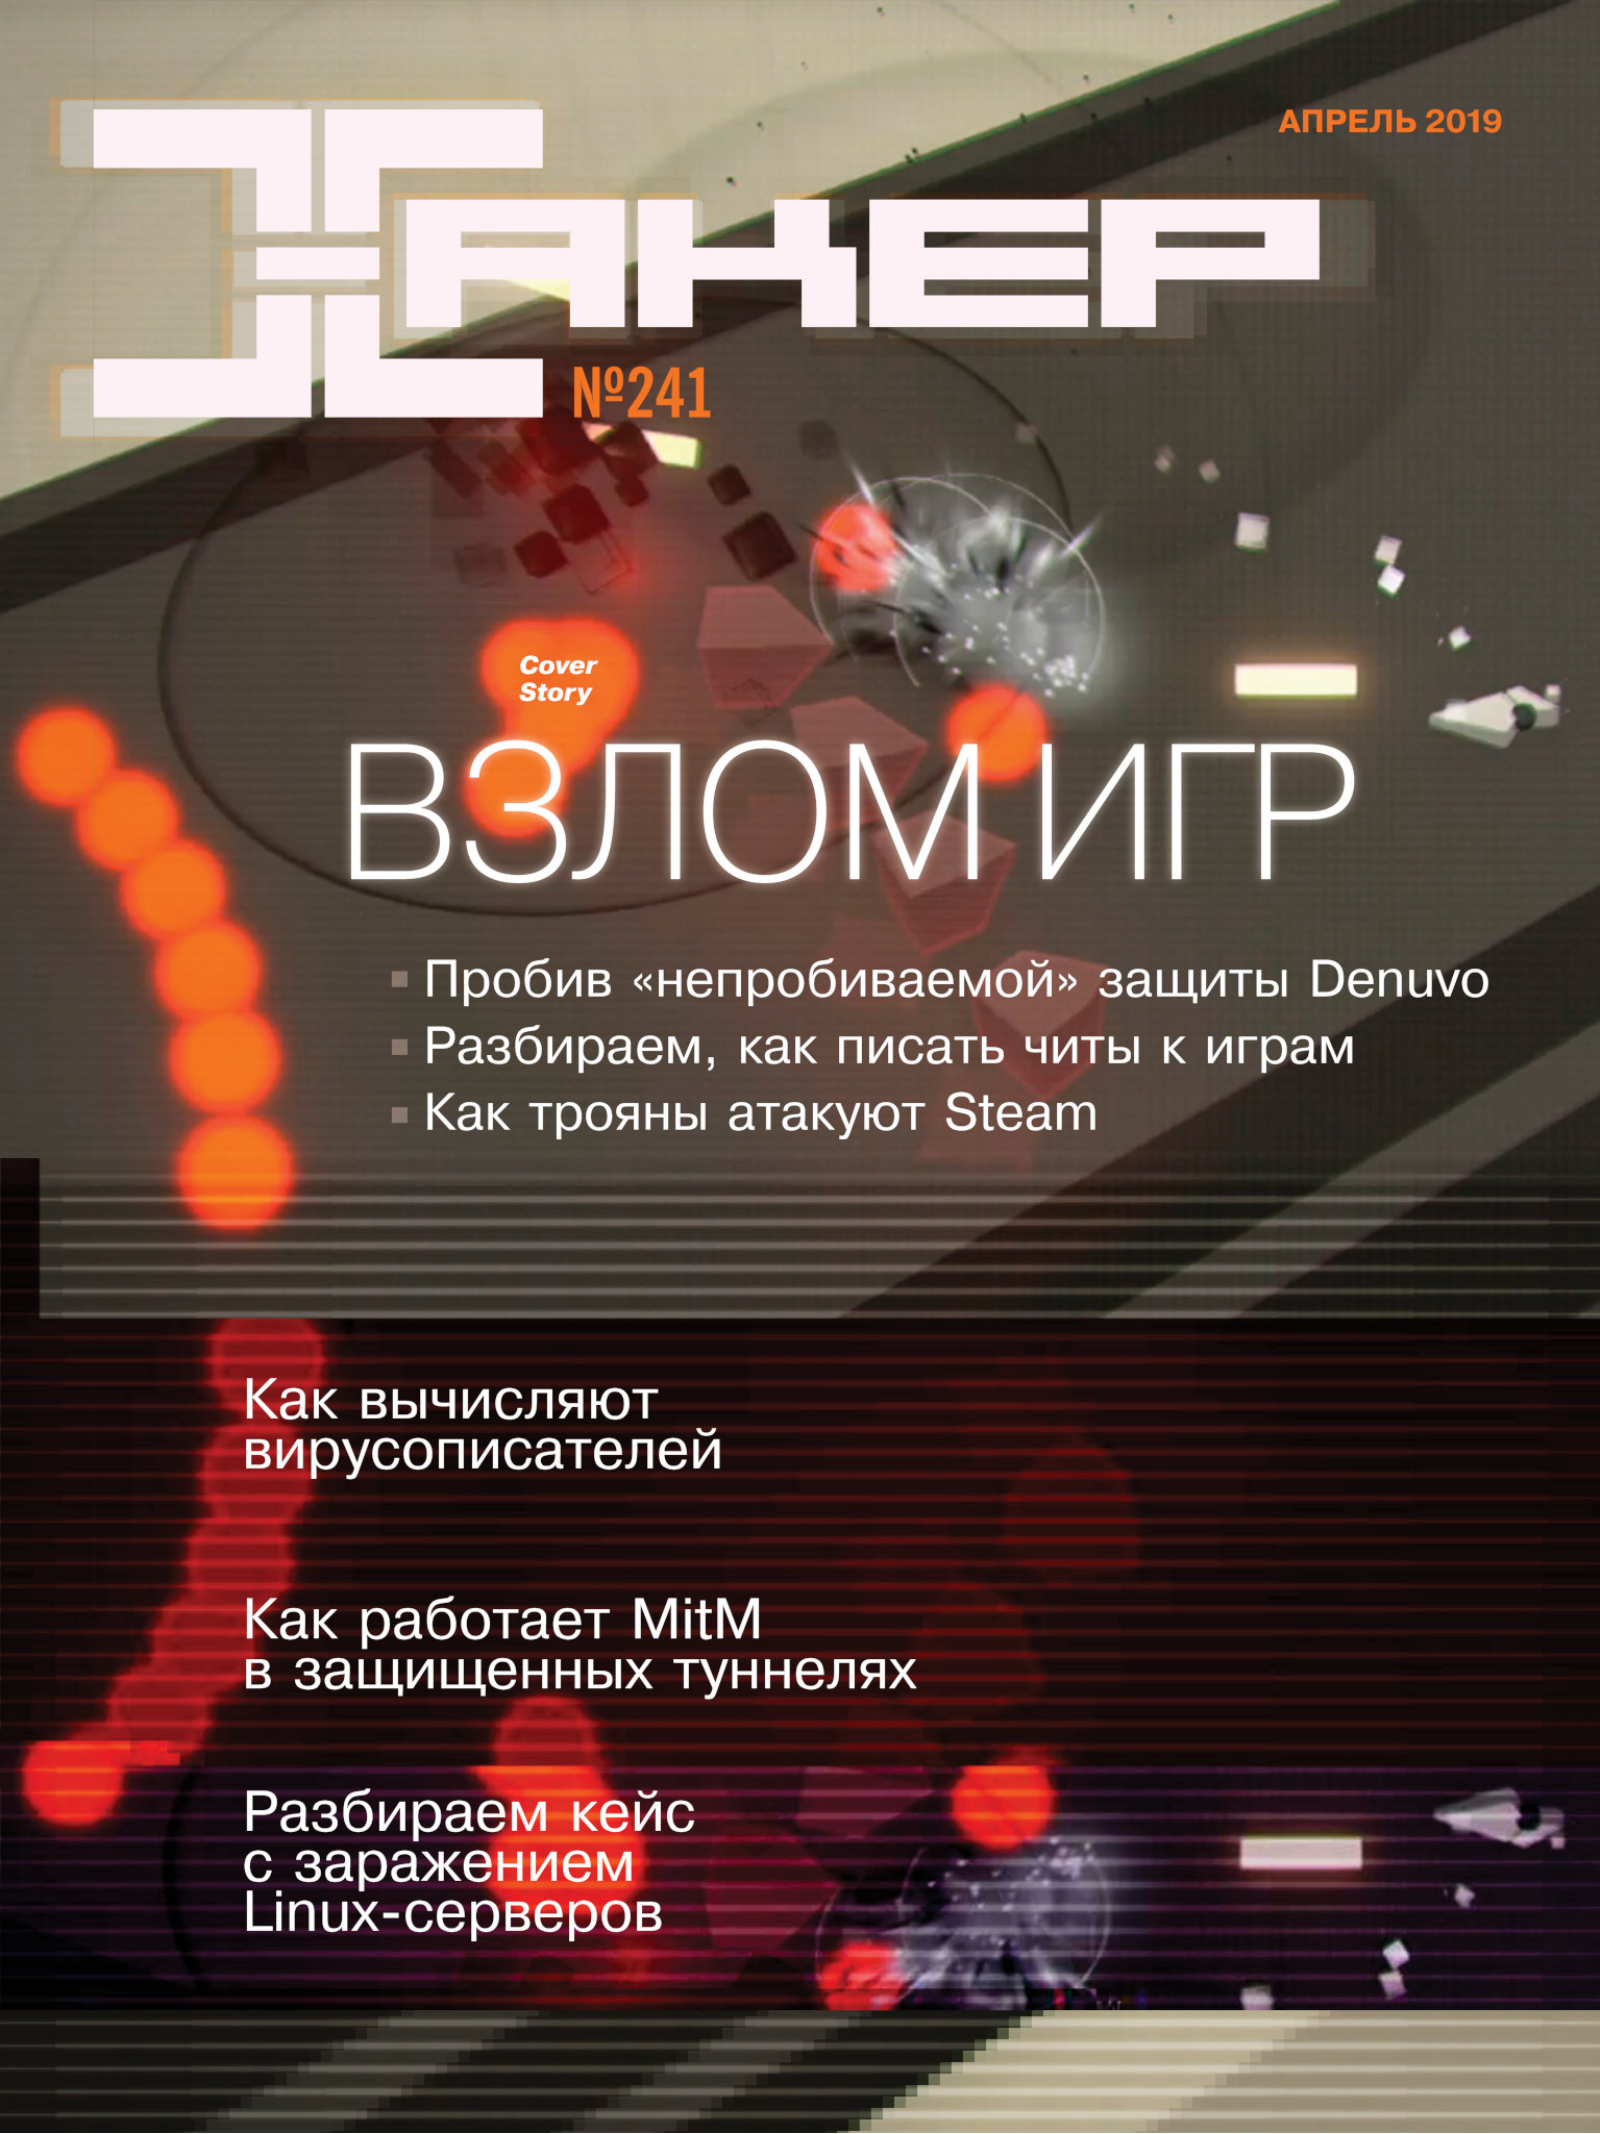 АПРЕЛЬ 2019
ХАКЕР
№241
Cover
Story
ВЗЛОМ ИГР
Пробив «непробиваемой» защиты Denuvo
Разбираем, как писать читы к играм
Как трояны атакуют Steam
Как вычисляют
вирусописателей
Как работает MitM
в защищенных туннелях
Разбираем кейс
с заражением
Linux-серверов